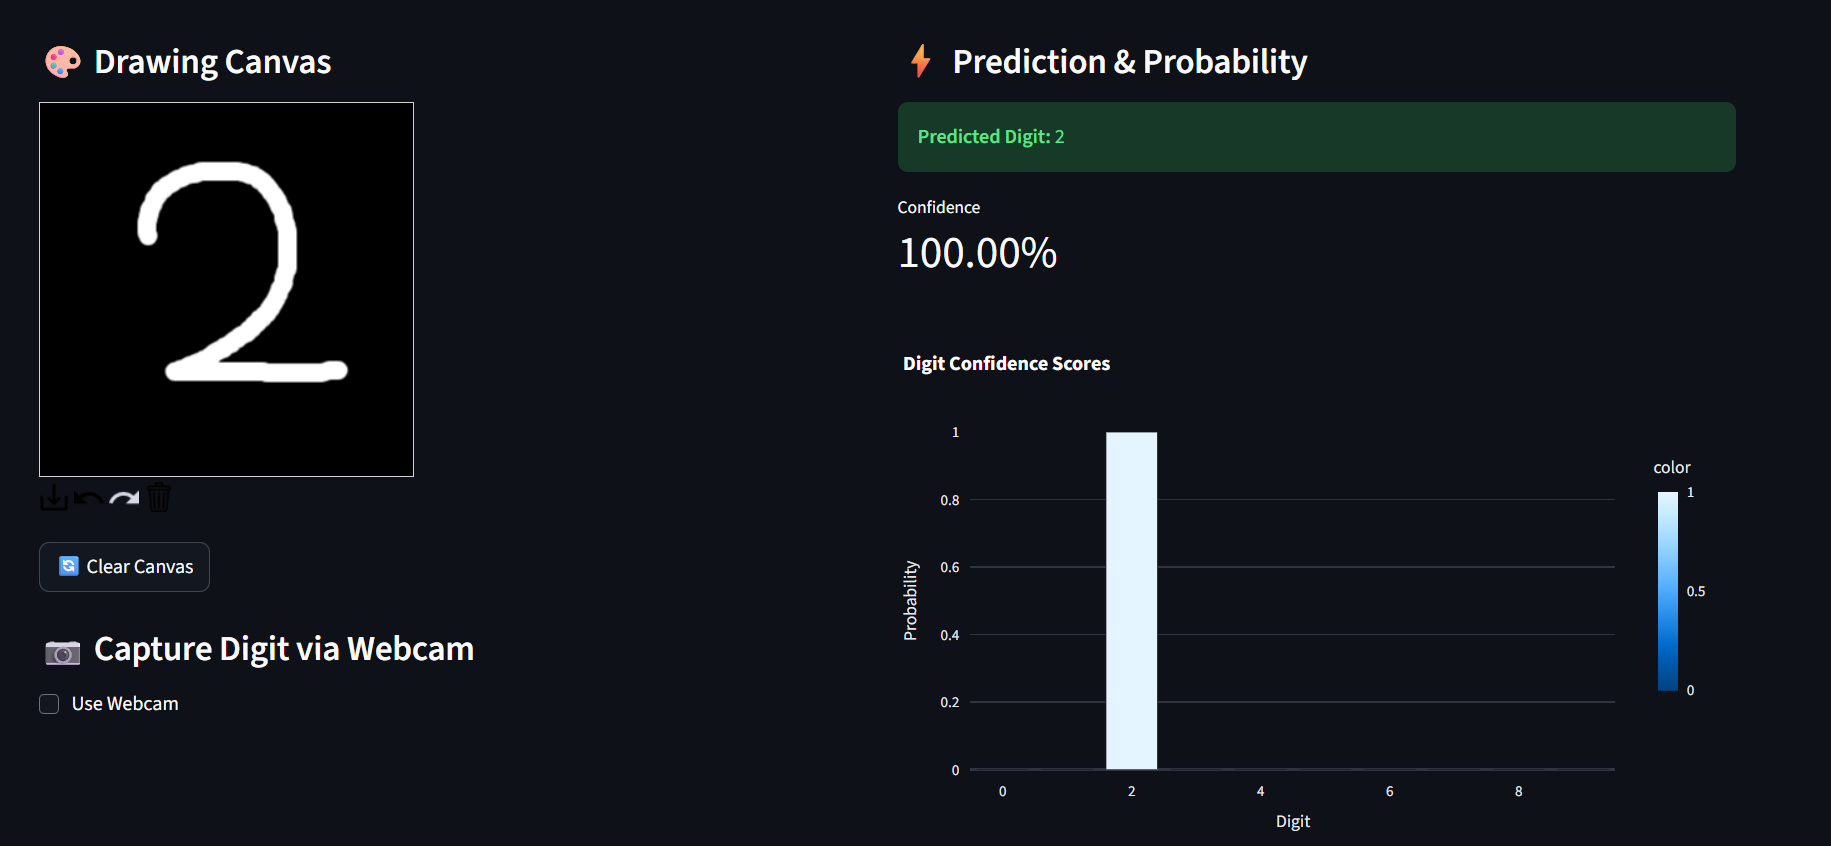 Drawing Canvas
2
Clear Canvas
Capture Digit via Webcam
Use Webcam
Prediction & Probability
Predicted Digit: 2
Confidence
100.00%
Digit Confidence Scores
1
0.8
0.6
0.4
0.2
0
Probability
0 2 4 6 8
Digit
color
1
0.5
0